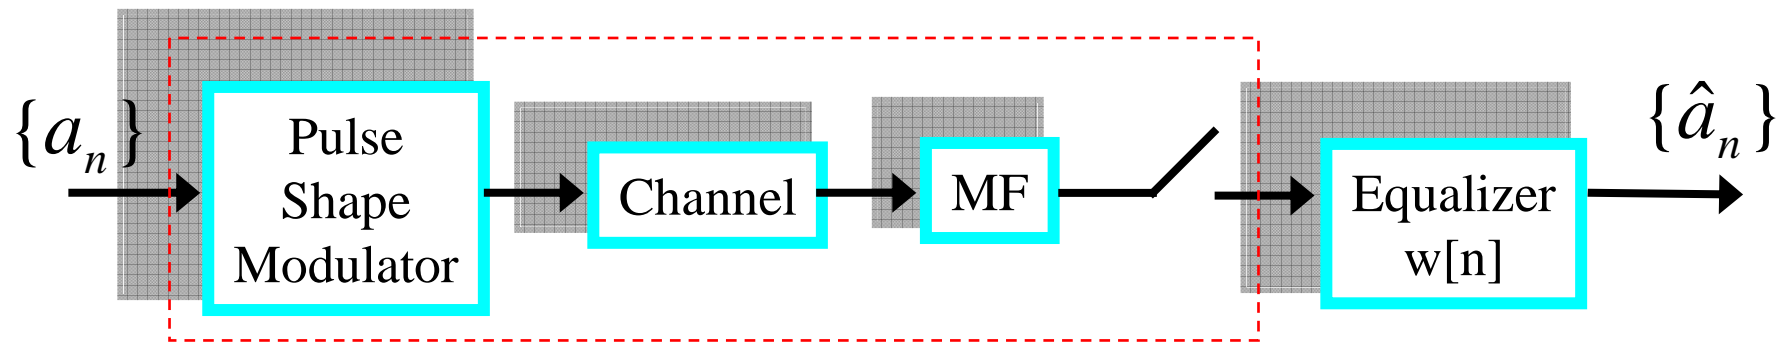 {a_n}
Pulse
Shape
Modulator
Channel
MF
Equalizer
w[n]
{â_n}